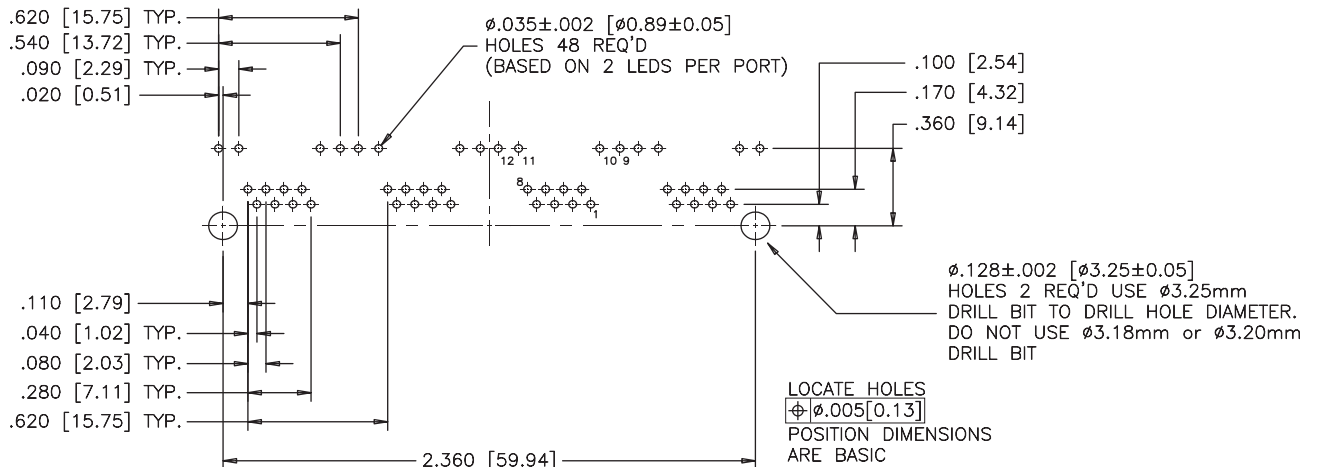 .620 [15.75] TYP.
.540 [13.72] TYP.
.090 [2.29] TYP.
.020 [0.51]
ø.035±.002 [ø0.89±0.05]
HOLES 48 REQ'D
(BASED ON 2 LEDS PER PORT)
.100 [2.54]
.170 [4.32]
.360 [9.14]
12 11
10 9
8
1
.110 [2.79]
.040 [1.02] TYP.
.080 [2.03] TYP.
.280 [7.11] TYP.
.620 [15.75] TYP.
2.360 [59.94]
ø.128±.002 [ø3.25±0.05]
HOLES 2 REQ'D USE ø3.25mm
DRILL BIT TO DRILL HOLE DIAMETER.
DO NOT USE ø3.18mm or ø3.20mm
DRILL BIT
LOCATE HOLES
⌖ ø.005[0.13]
POSITION DIMENSIONS
ARE BASIC